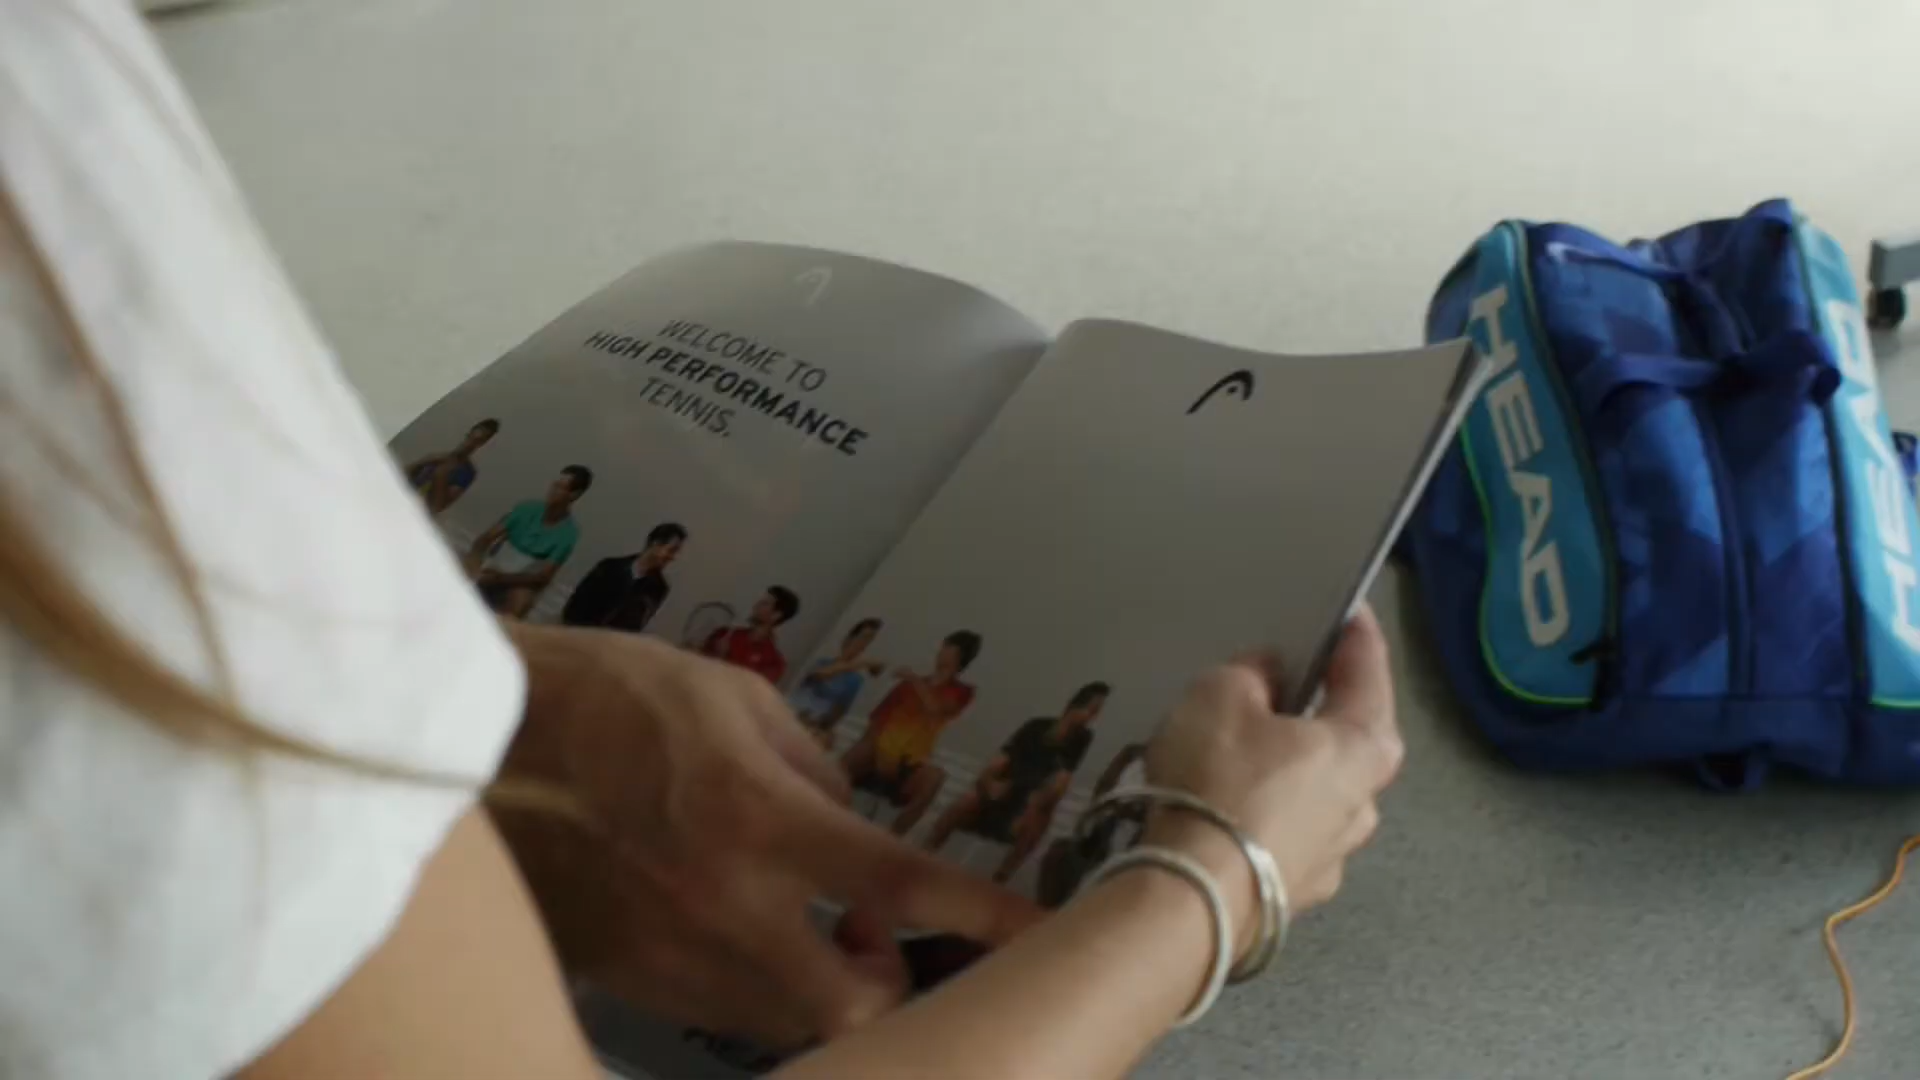 WELCOME TO
HIGH PERFORMANCE
TENNIS.
HEAD
HEAD